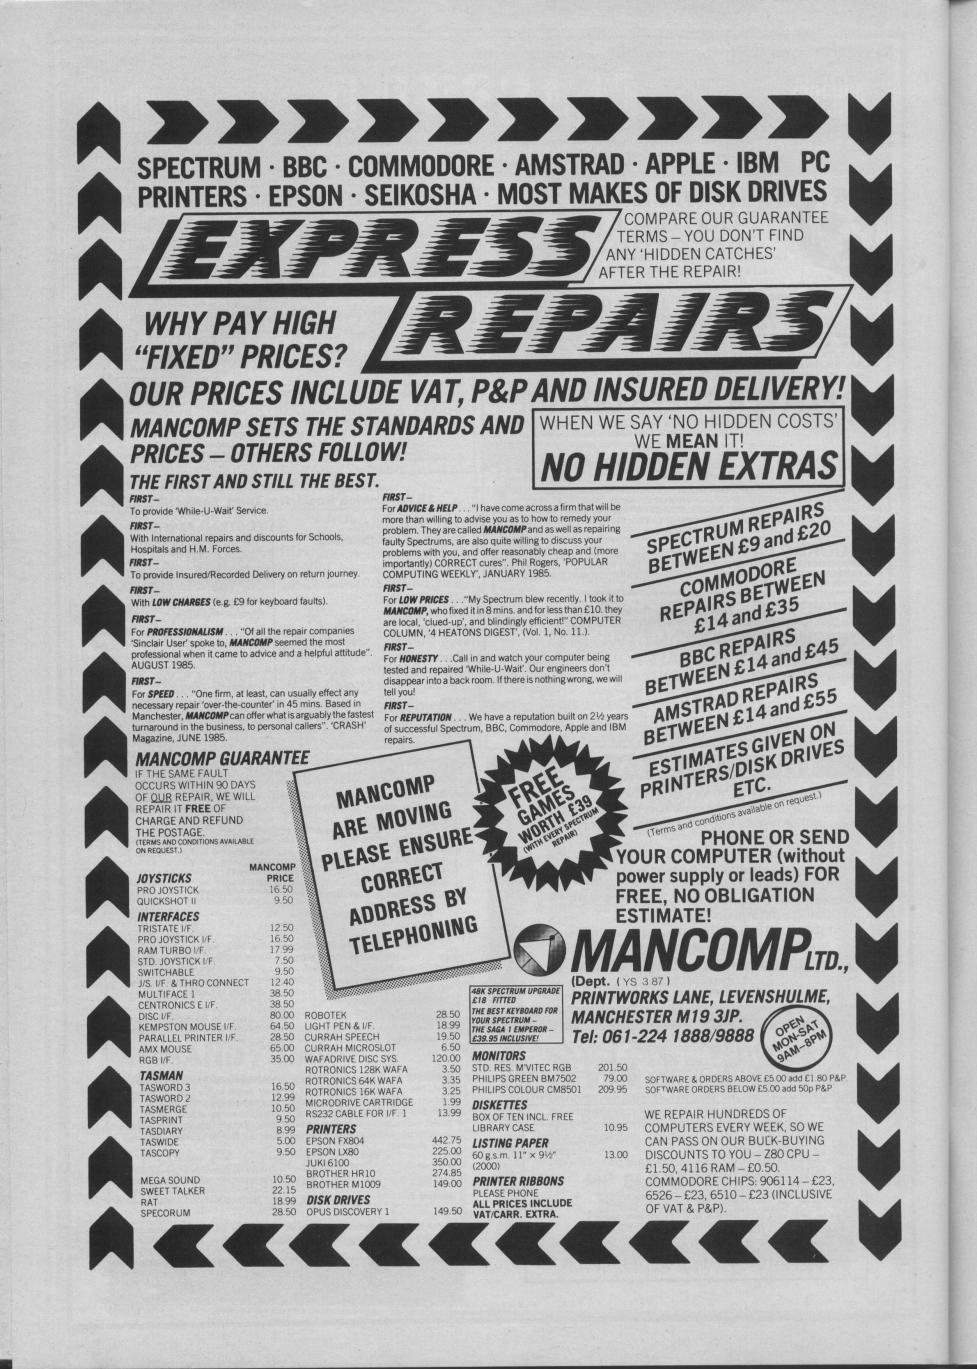 SPECTRUM · BBC · COMMODORE · AMSTRAD · APPLE · IBM PC
PRINTERS · EPSON · SEIKOSHA · MOST MAKES OF DISK DRIVES
EXPRESS
REPAIRS
COMPARE OUR GUARANTEE
TERMS – YOU DON'T FIND
ANY 'HIDDEN CATCHES'
AFTER THE REPAIR!
WHY PAY HIGH
"FIXED" PRICES?
OUR PRICES INCLUDE VAT, P&P AND INSURED DELIVERY!
MANCOMP SETS THE STANDARDS AND
PRICES – OTHERS FOLLOW!
WHEN WE SAY 'NO HIDDEN COSTS'
WE MEAN IT!
NO HIDDEN EXTRAS
THE FIRST AND STILL THE BEST.
FIRST–
To provide 'While-U-Wait' Service.
FIRST–
With International repairs and discounts for Schools,
Hospitals and H.M. Forces.
FIRST–
To provide Insured/Recorded Delivery on return journey.
FIRST–
With LOW CHARGES (e.g. £9 for keyboard faults).
FIRST–
For PROFESSIONALISM . . . "Of all the repair companies
'Sinclair User' spoke to, MANCOMP seemed the most
professional when it came to advice and a helpful attitude".
AUGUST 1985.
FIRST–
For SPEED . . . "One firm, at least, can usually effect any
necessary repair 'over-the-counter' in 45 mins. Based in
Manchester, MANCOMP can offer what is arguably the fastest
turnaround in the business, to personal callers". 'CRASH'
Magazine, JUNE 1985.
FIRST–
For ADVICE & HELP . . . "I have come across a firm that will be
more than willing to advise you as to how to remedy your
problem. They are called MANCOMP and as well as repairing
faulty Spectrums, are also quite willing to discuss your
problems with you, and offer reasonably cheap and (more
importantly) CORRECT cures". Phil Rogers, 'POPULAR
COMPUTING WEEKLY', JANUARY 1985.
FIRST–
For LOW PRICES . . ."My Spectrum blew recently. I took it to
MANCOMP, who fixed it in 8 mins. and for less than £10. they
are local, 'clued-up', and blindingly efficient!" COMPUTER
COLUMN, '4 HEATONS DIGEST', (Vol. 1, No. 11.).
FIRST–
For HONESTY . . .Call in and watch your computer being
tested and repaired 'While-U-Wait'. Our engineers don't
disappear into a back room. If there is nothing wrong, we will
tell you!
FIRST–
For REPUTATION . . . We have a reputation built on 2½ years
of successful Spectrum, BBC, Commodore, Apple and IBM
repairs.
SPECTRUM REPAIRS
BETWEEN £9 and £20
COMMODORE
REPAIRS BETWEEN
£14 and £35
BBC REPAIRS
BETWEEN £14 and £45
AMSTRAD REPAIRS
BETWEEN £14 and £55
ESTIMATES GIVEN ON
PRINTERS/DISK DRIVES
ETC.
(Terms and conditions available on request.)
MANCOMP GUARANTEE
IF THE SAME FAULT
OCCURS WITHIN 90 DAYS
OF OUR REPAIR, WE WILL
REPAIR IT FREE OF
CHARGE AND REFUND
THE POSTAGE.
(TERMS AND CONDITIONS AVAILABLE
ON REQUEST.)
MANCOMP
ARE MOVING
PLEASE ENSURE
CORRECT
ADDRESS BY
TELEPHONING
FREE
GAMES
WORTH £39
(WITH EVERY SPECTRUM
REPAIR)
PHONE OR SEND
YOUR COMPUTER (without
power supply or leads) FOR
FREE, NO OBLIGATION
ESTIMATE!
MANCOMP LTD.,
(Dept. (YS 3 87)
PRINTWORKS LANE, LEVENSHULME,
MANCHESTER M19 3JP.
Tel: 061-224 1888/9888
OPEN
MON-SAT
9AM–8PM
MANCOMP
PRICE
JOYSTICKS
PRO JOYSTICK 16.50
QUICKSHOT II 9.50
INTERFACES
TRISTATE I/F. 12.50
PRO JOYSTICK I/F. 16.50
RAM TURBO I/F. 17.99
STD. JOYSTICK I/F. 7.50
SWITCHABLE 9.50
J/S. I/F. & THRO CONNECT 12.40
MULTIFACE 1 38.50
CENTRONICS E I/F. 38.50
DISC I/F. 80.00
KEMPSTON MOUSE I/F. 64.50
PARALLEL PRINTER I/F. 28.50
AMX MOUSE 65.00
RGB I/F. 35.00
TASMAN
TASWORD 3 16.50
TASWORD 2 12.99
TASMERGE 10.50
TASPRINT 9.50
TASDIARY 8.99
TASWIDE 5.00
TASCOPY 9.50
MEGA SOUND 10.50
SWEET TALKER 22.15
RAT 18.99
SPECORUM 28.50
ROBOTEK 28.50
LIGHT PEN & I/F. 18.99
CURRAH SPEECH 19.50
CURRAH MICROSLOT 6.50
WAFADRIVE DISC SYS. 120.00
ROTRONICS 128K WAFA 3.50
ROTRONICS 64K WAFA 3.35
ROTRONICS 16K WAFA 3.25
MICRODRIVE CARTRIDGE 1.99
RS232 CABLE FOR I/F. 1 13.99
PRINTERS
EPSON FX804 442.75
EPSON LX80 225.00
JUKI 6100 350.00
BROTHER HR10 274.85
BROTHER M1009 149.00
DISK DRIVES
OPUS DISCOVERY 1 149.50
48K SPECTRUM UPGRADE
£18 FITTED
THE BEST KEYBOARD FOR
YOUR SPECTRUM –
THE SAGA 1 EMPEROR –
£39.95 INCLUSIVE!
MONITORS
STD. RES. M'VITEC RGB 201.50
PHILIPS GREEN BM7502 79.00
PHILIPS COLOUR CM8501 209.95
DISKETTES
BOX OF TEN INCL. FREE
LIBRARY CASE 10.95
LISTING PAPER
60 g.s.m. 11" × 9½" 13.00
(2000)
PRINTER RIBBONS
PLEASE PHONE
ALL PRICES INCLUDE
VAT/CARR. EXTRA.
SOFTWARE & ORDERS ABOVE £5.00 add £1.80 P&P.
SOFTWARE ORDERS BELOW £5.00 add 50p P&P
WE REPAIR HUNDREDS OF
COMPUTERS EVERY WEEK, SO WE
CAN PASS ON OUR BULK-BUYING
DISCOUNTS TO YOU – Z80 CPU –
£1.50, 4116 RAM – £0.50.
COMMODORE CHIPS: 906114 – £23,
6526 – £23, 6510 – £23 (INCLUSIVE
OF VAT & P&P).